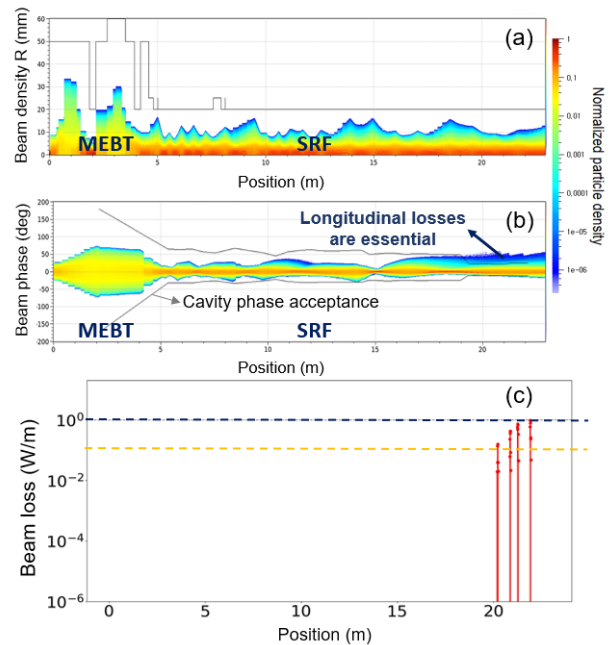 (a)
Beam density R (mm)
60
50
40
30
20
10
0
MEBT
SRF
0
5
10
15
20
Position (m)
Normalized particle density
1
0.1
0.01
0.001
0.0001
1e-05
1e-06
(b)
Beam phase (deg)
200
150
100
50
0
-50
-100
-150
-200
Longitudinal losses
are essential
Cavity phase acceptance
MEBT
SRF
0
5
10
15
20
Position (m)
(c)
Beam loss (W/m)
10⁰
10⁻²
10⁻⁴
10⁻⁶
0
5
10
15
20
Position (m)